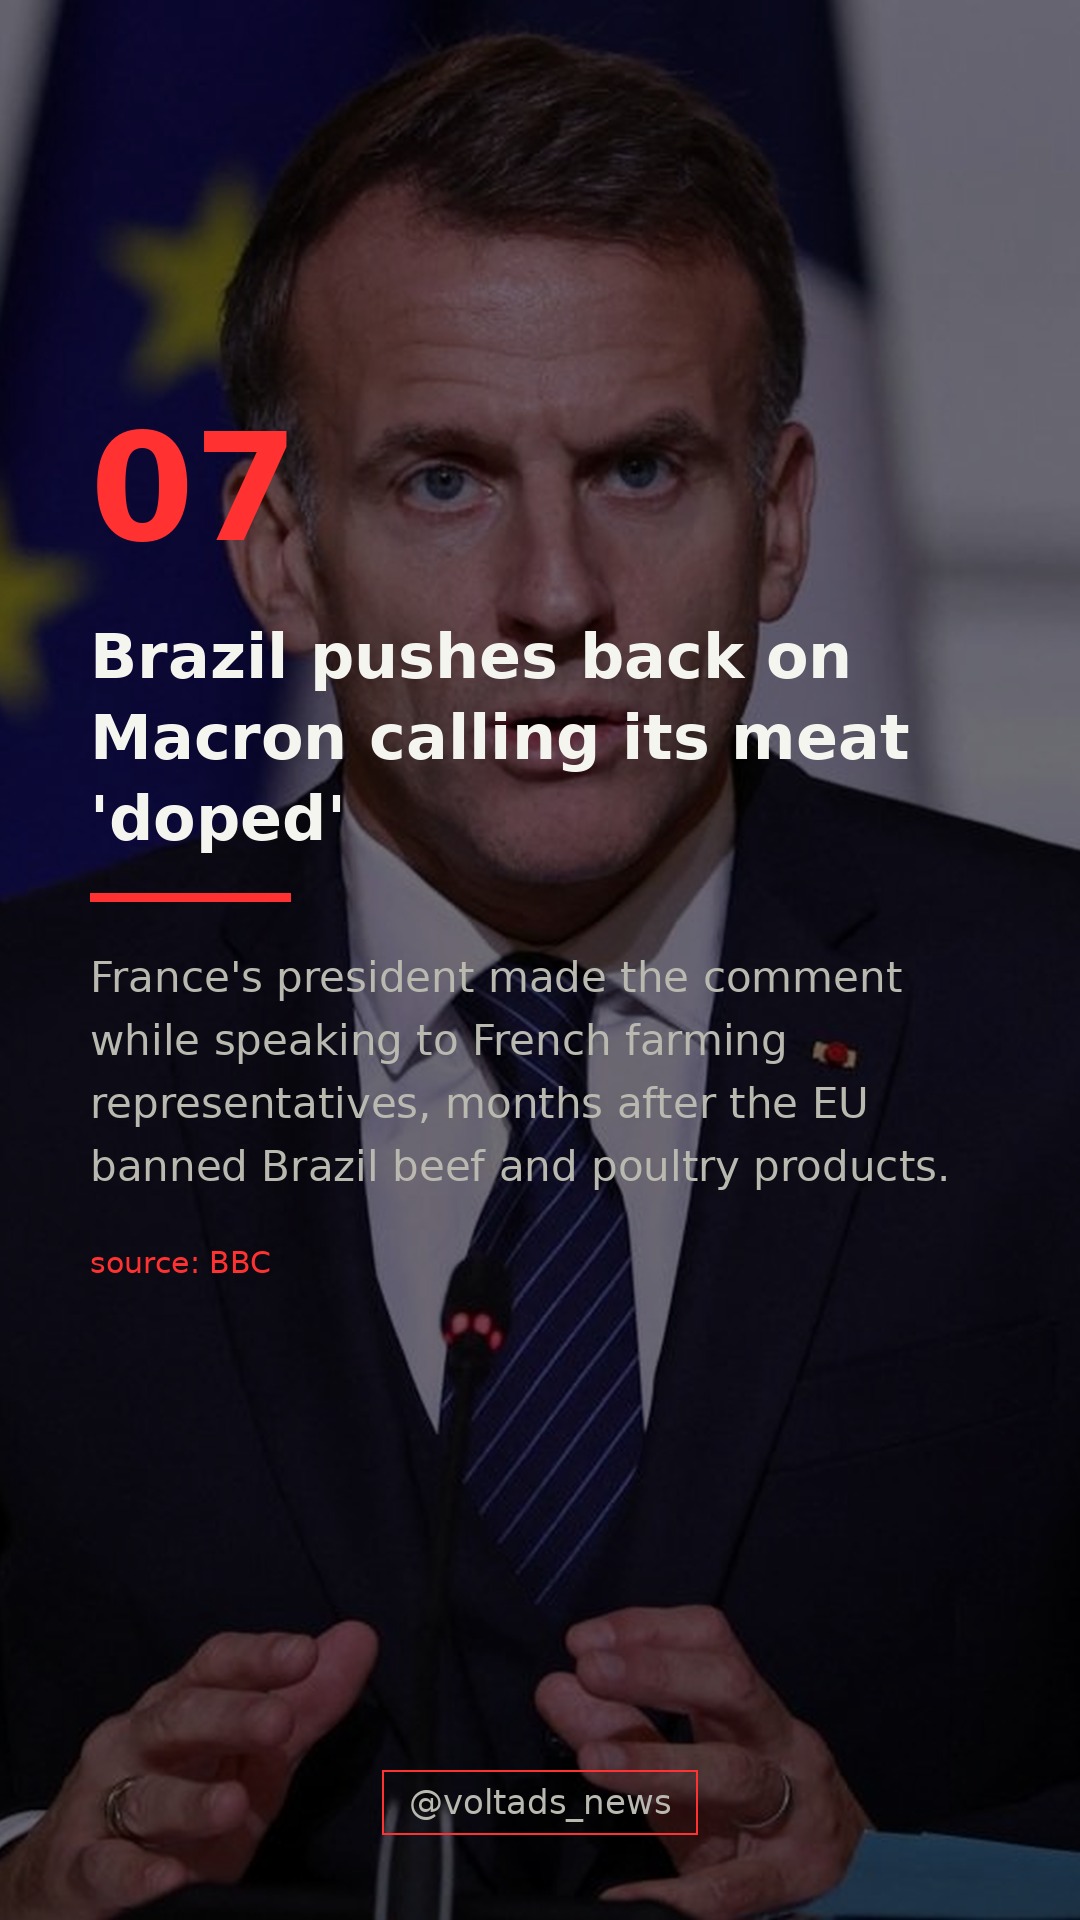 07
Brazil pushes back on
Macron calling its meat
'doped'
France's president made the comment
while speaking to French farming
representatives, months after the EU
banned Brazil beef and poultry products.
source: BBC
@voltads_news